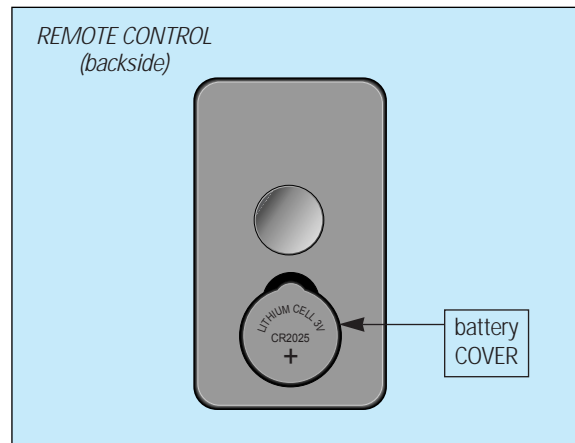 REMOTE CONTROL
(backside)
LITHIUM CELL 3V
CR2025
+
battery
COVER